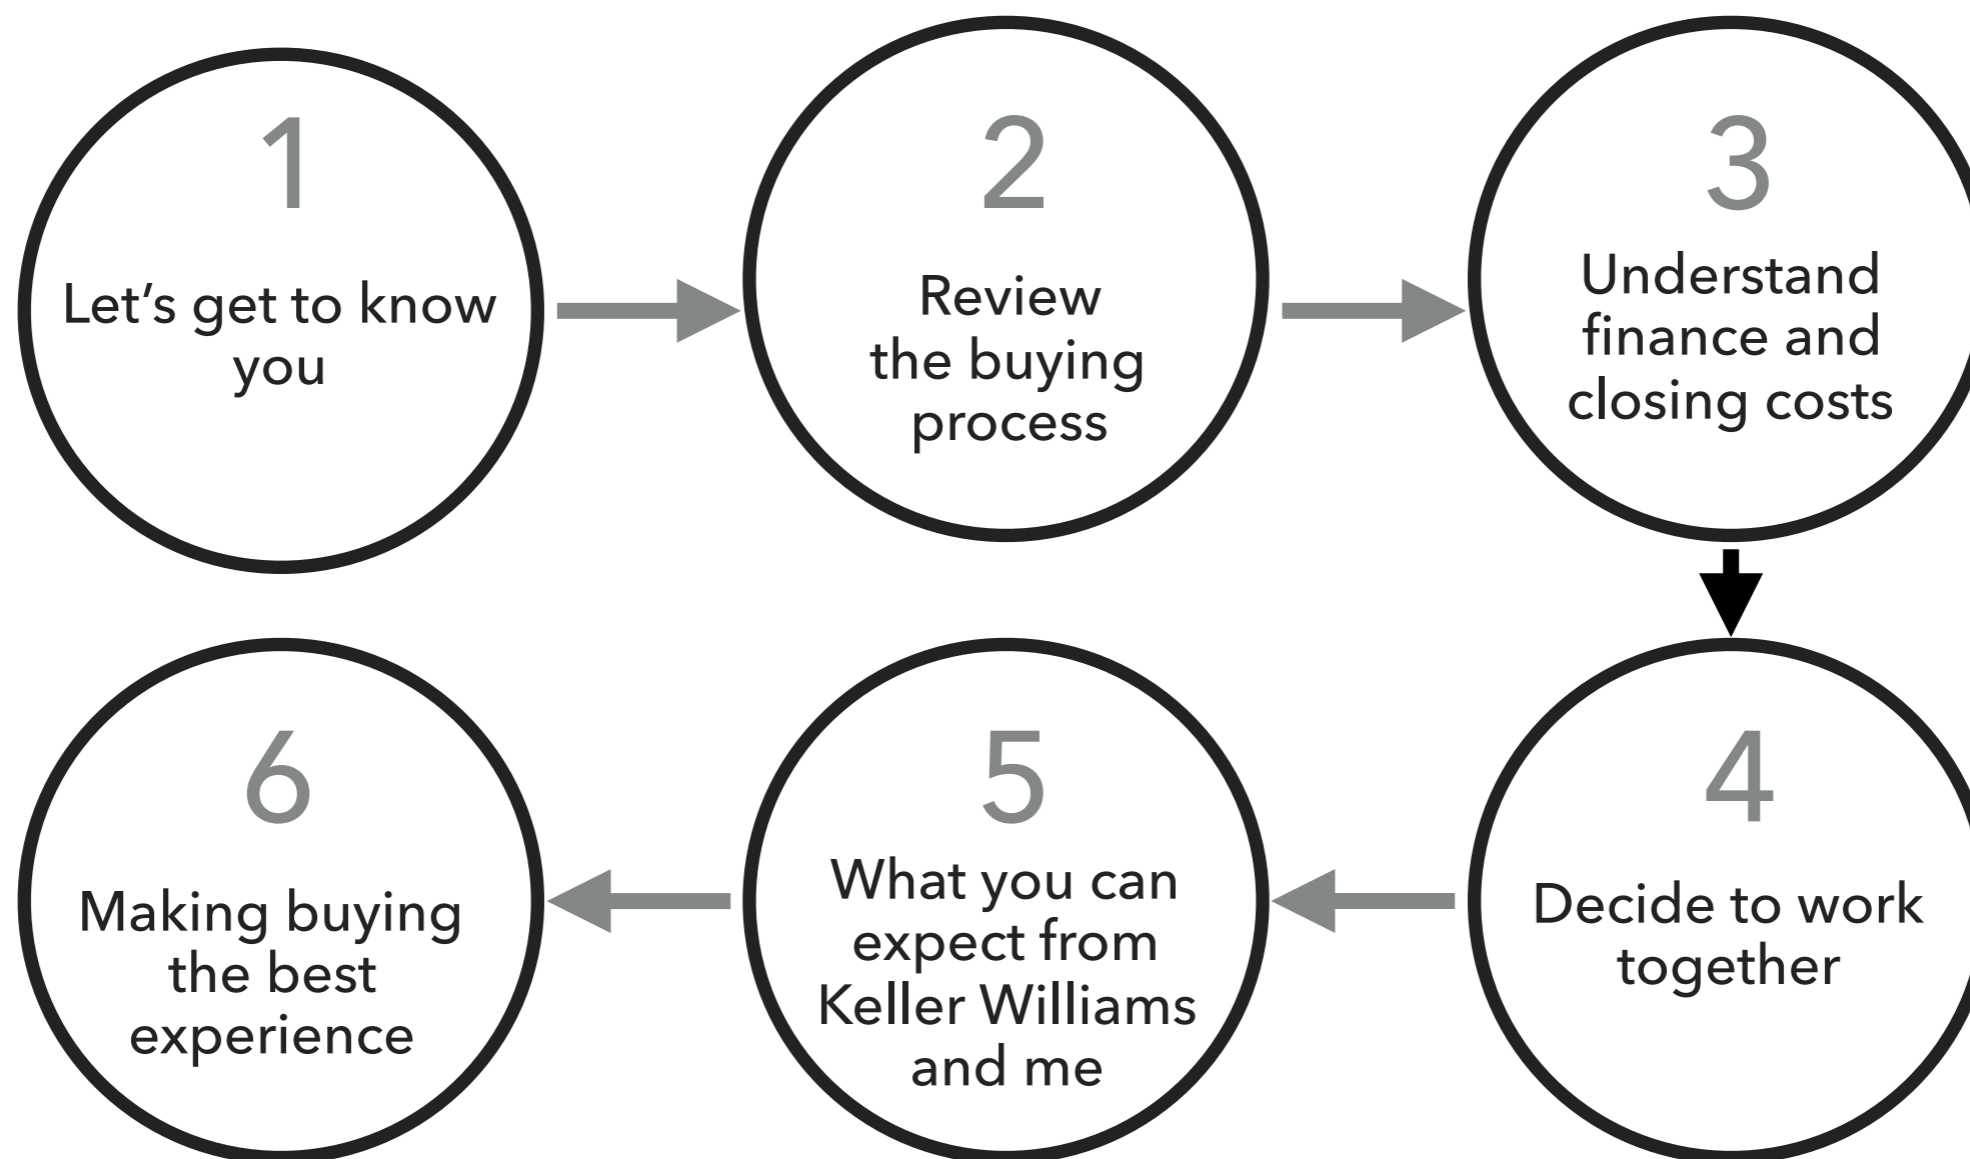 1
Let’s get to know
you
2
Review
the buying
process
3
Understand
finance and
closing costs
4
Decide to work
together
5
What you can
expect from
Keller Williams
and me
6
Making buying
the best
experience